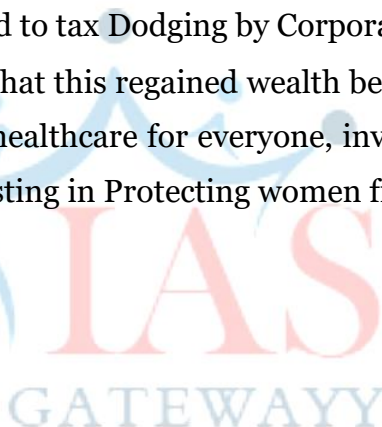 d to tax Dodging by Corpora
hat this regained wealth be
healthcare for everyone, inv
sting in Protecting women f
IAS
GATEWAYY